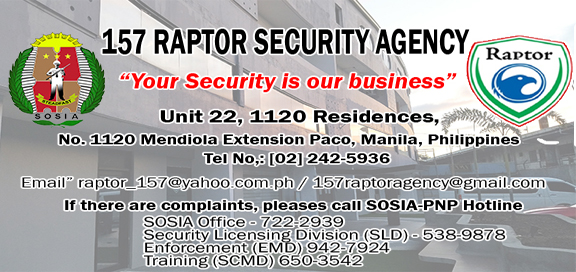 157 RAPTOR SECURITY AGENCY
Raptor
“Your Security is our business”
SOSIA
Unit 22, 1120 Residences,
No. 1120 Mendiola Extension Paco, Manila, Philippines
Tel No,: [02] 242-5936
Email” raptor_157@yahoo.com.ph / 157raptoragency@gmail.com
If there are complaints, pleases call SOSIA-PNP Hotline
SOSIA Office - 722-2939
Security Licensing Division (SLD) - 538-9878
Enforcement (EMD) 942-7924
Training (SCMD) 650-3542